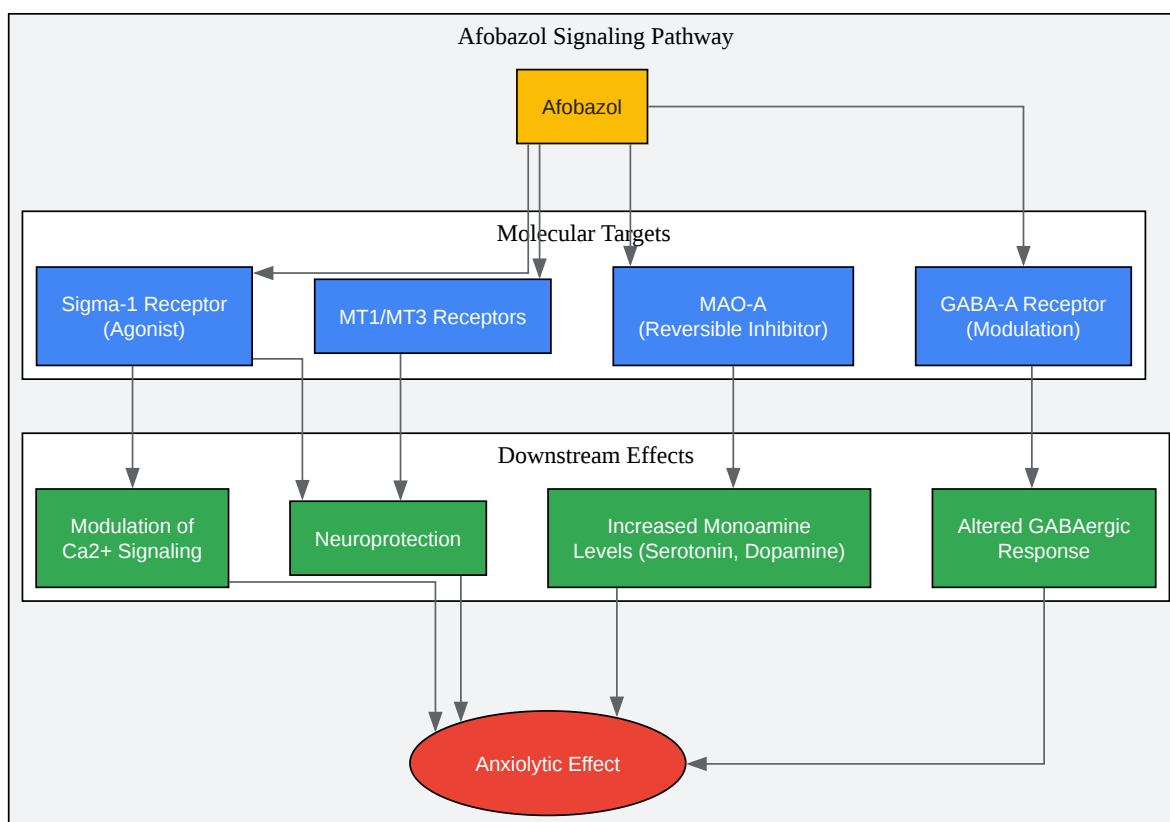 Afobazol Signaling Pathway
Afobazol
Molecular Targets
Sigma-1 Receptor
(Agonist)
MT1/MT3 Receptors
MAO-A
(Reversible Inhibitor)
GABA-A Receptor
(Modulation)
Downstream Effects
Modulation of
Ca2+ Signaling
Neuroprotection
Increased Monoamine
Levels (Serotonin, Dopamine)
Altered GABAergic
Response
Anxiolytic Effect